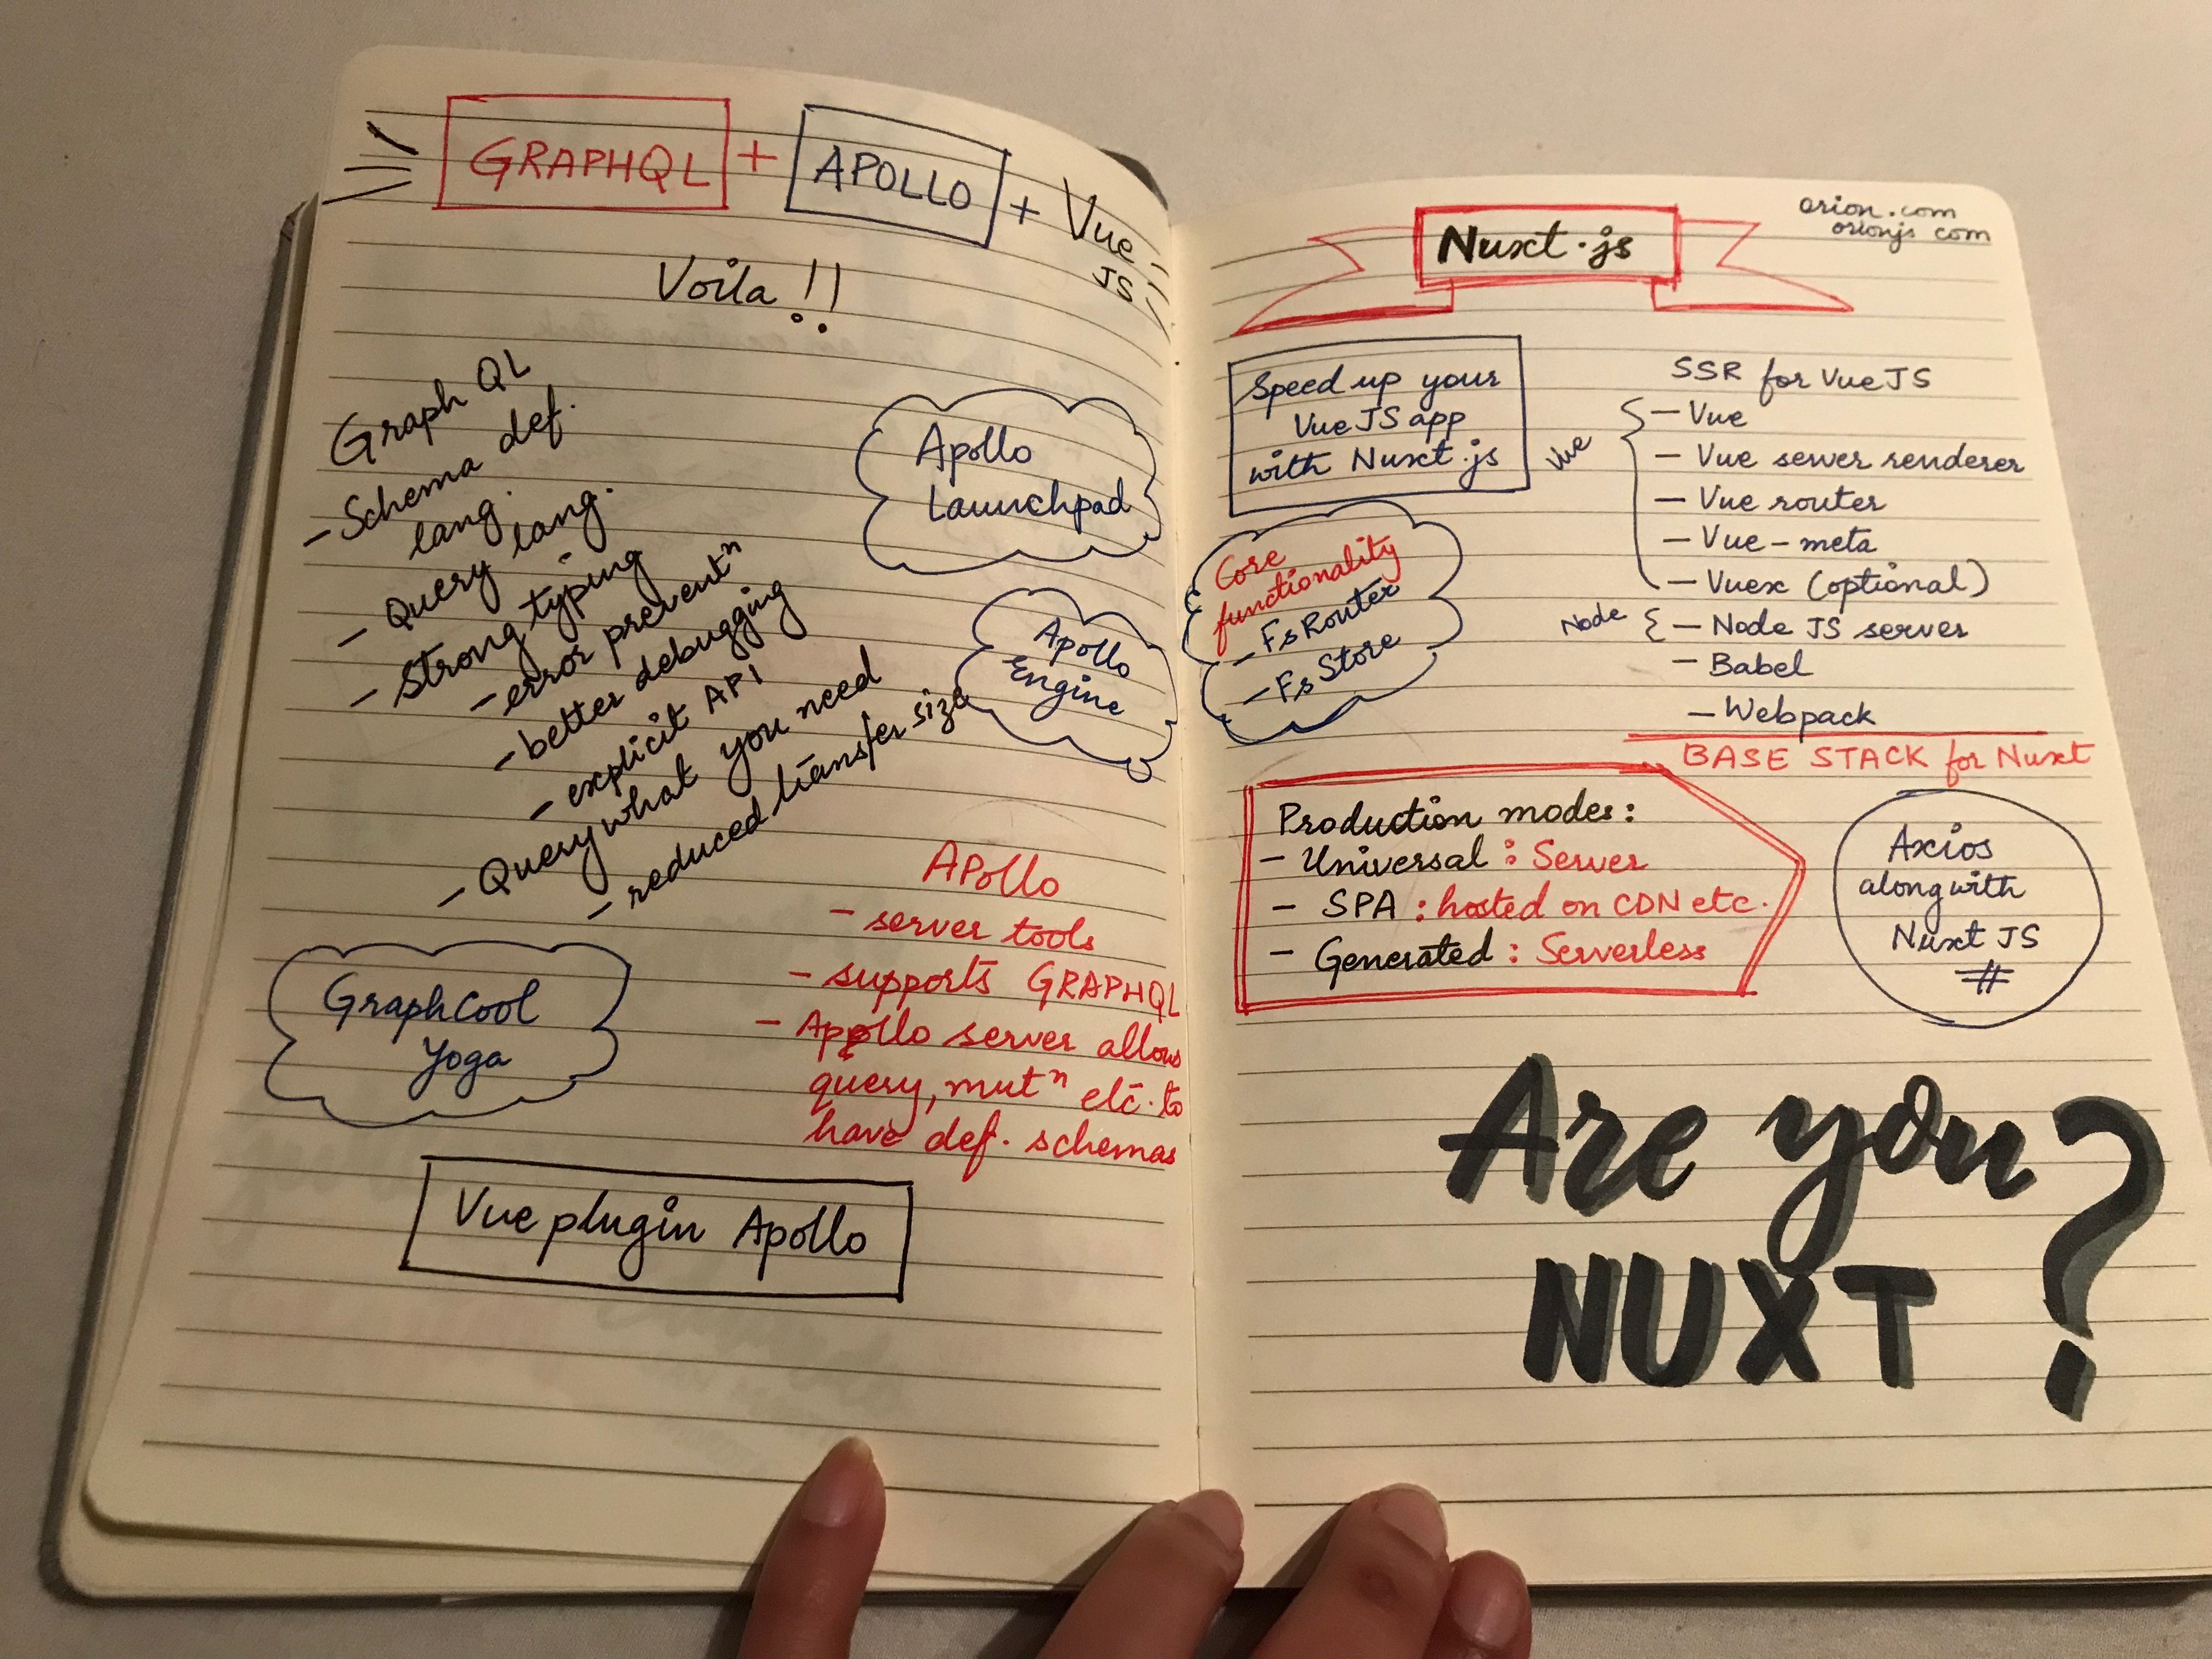 GRAPHQL + APOLLO + Vue
JS
Voila !!
Graph QL
- Schema def.
lang.
- Query lang.
- Strong typing
- error preventⁿ
- better debugging
- explicit API
- Query what you need
- reduced transfer size
Apollo
Launchpad
Apollo
Engine
APollo
- server tools
- supports GRAPHQL
- Apollo server allows
query, mutⁿ etc. to
have def. schemas
GraphCool
Yoga
Vue plugin Apollo
orion.com
orionjs com
Nuxt.js
Speed up your
Vue JS app
with Nuxt.js
SSR for Vue JS
Vue
- Vue
- Vue server renderer
- Vue router
- Vue-meta
- Vuex (optional)
Node { - Node JS server
- Babel
- Webpack
BASE STACK for Nuxt
Core
functionality
- Fs Router
- Fs Store
Production modes:
- Universal : Server
- SPA : hosted on CDN etc.
- Generated : Serverless
Axios
along with
Nuxt JS
#
Are you
NUXT ?